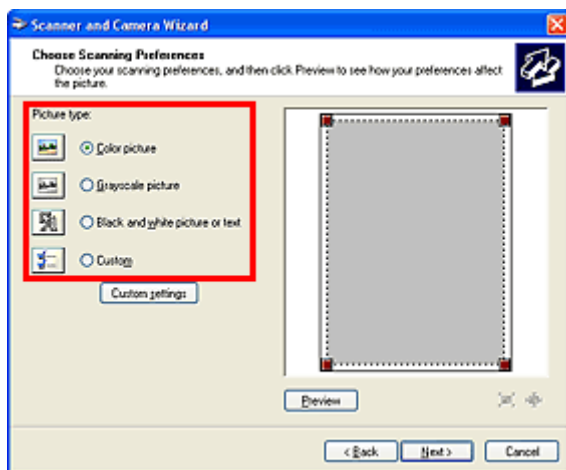 Scanner and Camera Wizard
Choose Scanning Preferences
Choose your scanning preferences, and then click Preview to see how your preferences affect
the picture.
Picture type:
Color picture
Grayscale picture
Black and white picture or text
Custom
Custom settings
Preview
< Back
Next >
Cancel